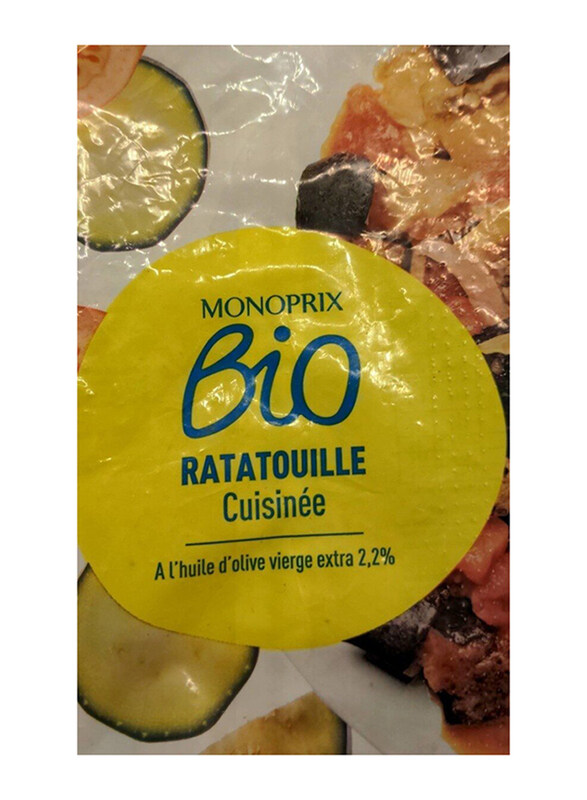 MONOPRIX
Bio
RATATOUILLE
Cuisinée
A l'huile d'olive vierge extra 2,2%